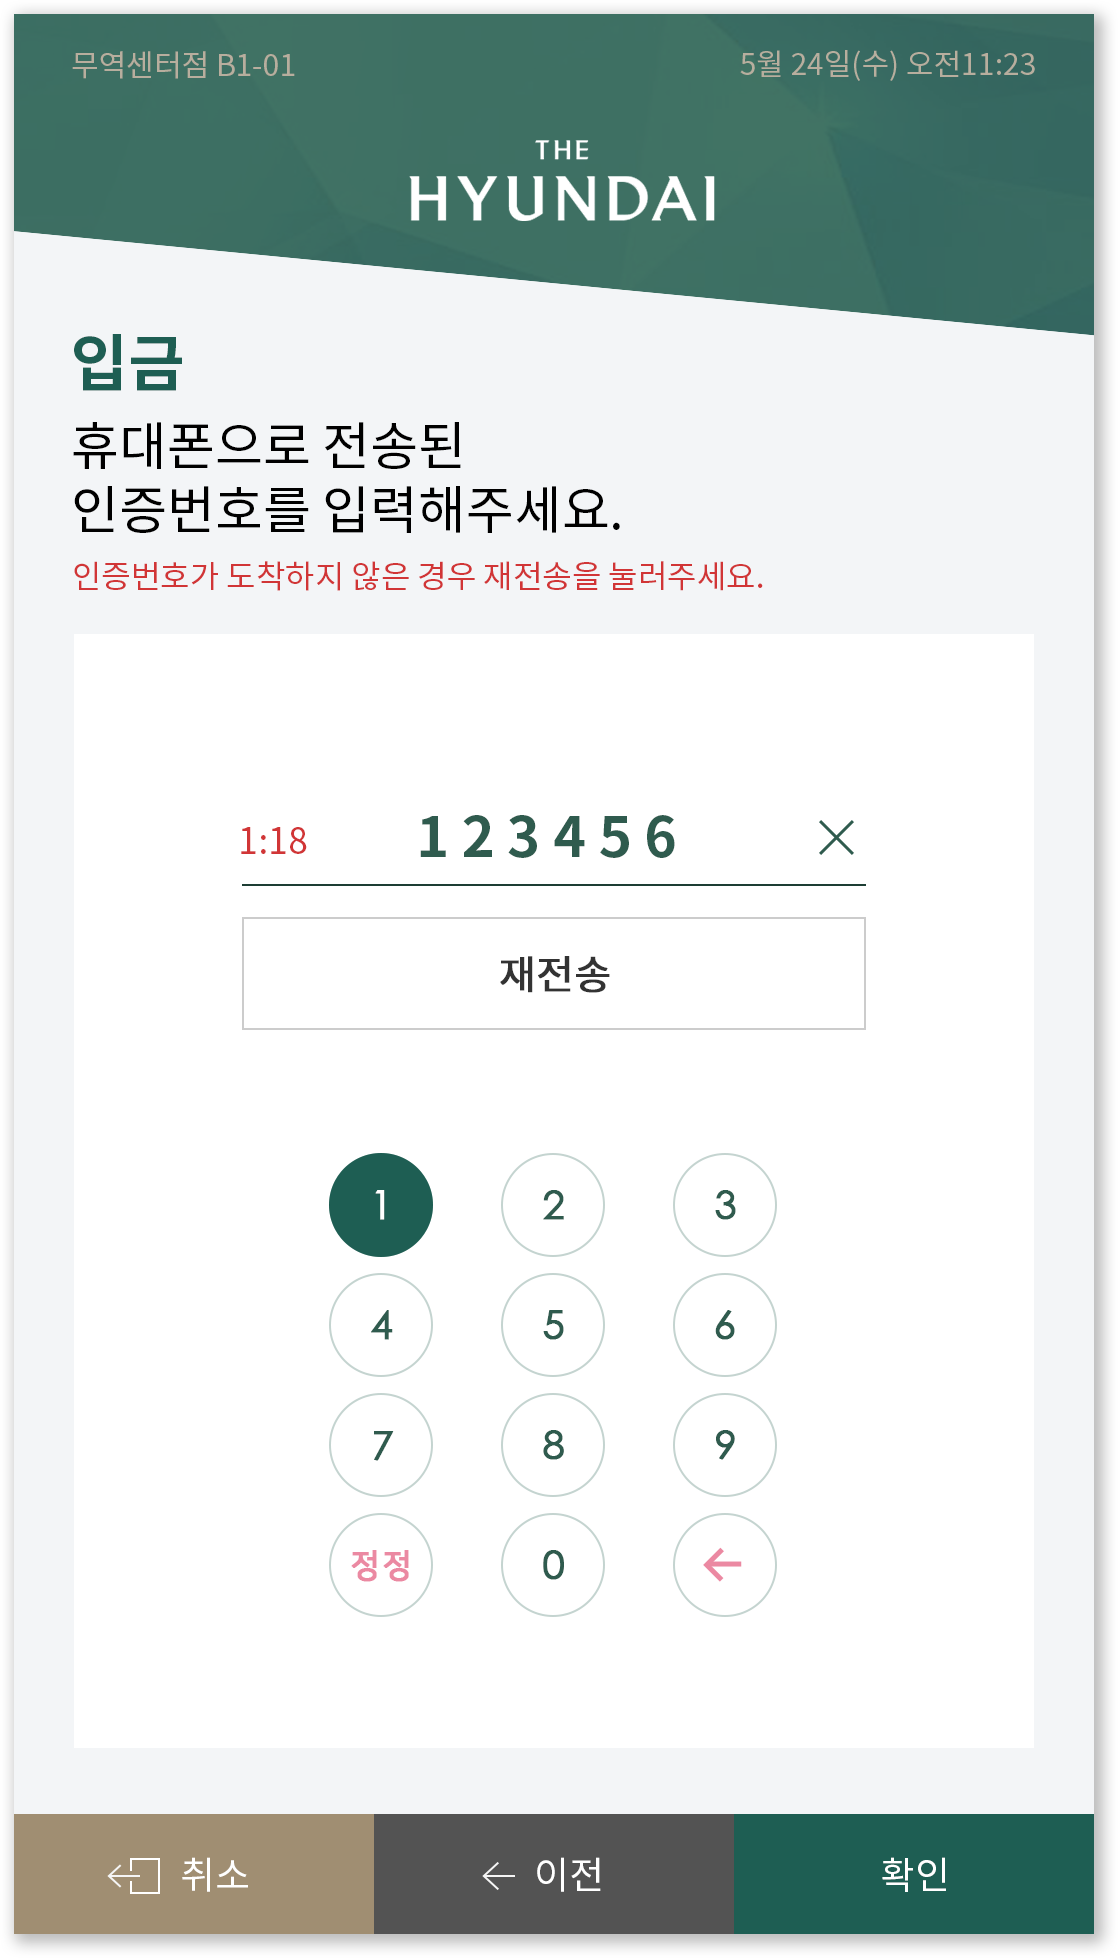 무역센터점 B1-01
5월 24일(수) 오전11:23
THE
HYUNDAI
입금
휴대폰으로 전송된
인증번호를 입력해주세요.
인증번호가 도착하지 않은 경우 재전송을 눌러주세요.
1:18 123456
재전송
1 2 3
4 5 6
7 8 9
정정 0
취소 이전 확인